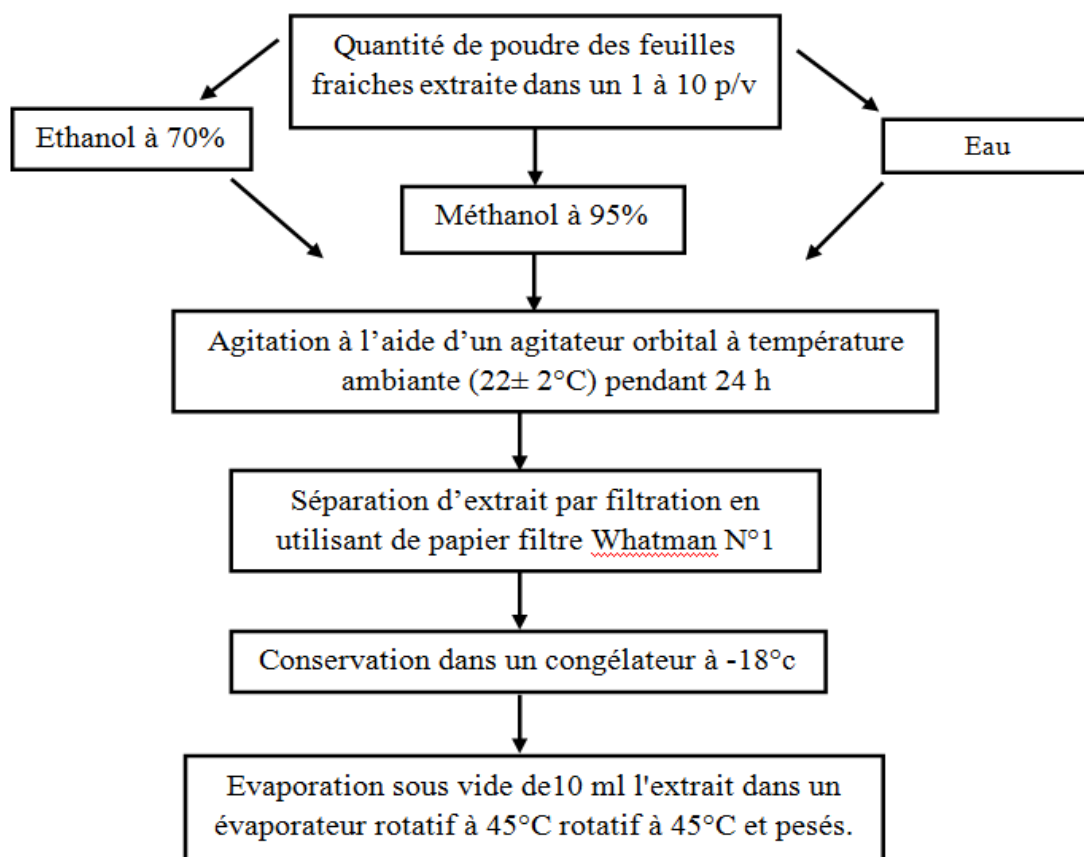 Quantité de poudre des feuilles
fraiches extraite dans un 1 à 10 p/v
Ethanol à 70%
Eau
Méthanol à 95%
Agitation à l’aide d’un agitateur orbital à température
ambiante (22± 2°C) pendant 24 h
Séparation d’extrait par filtration en
utilisant de papier filtre Whatman N°1
Conservation dans un congélateur à -18°c
Evaporation sous vide de10 ml l'extrait dans un
évaporateur rotatif à 45°C rotatif à 45°C et pesés.